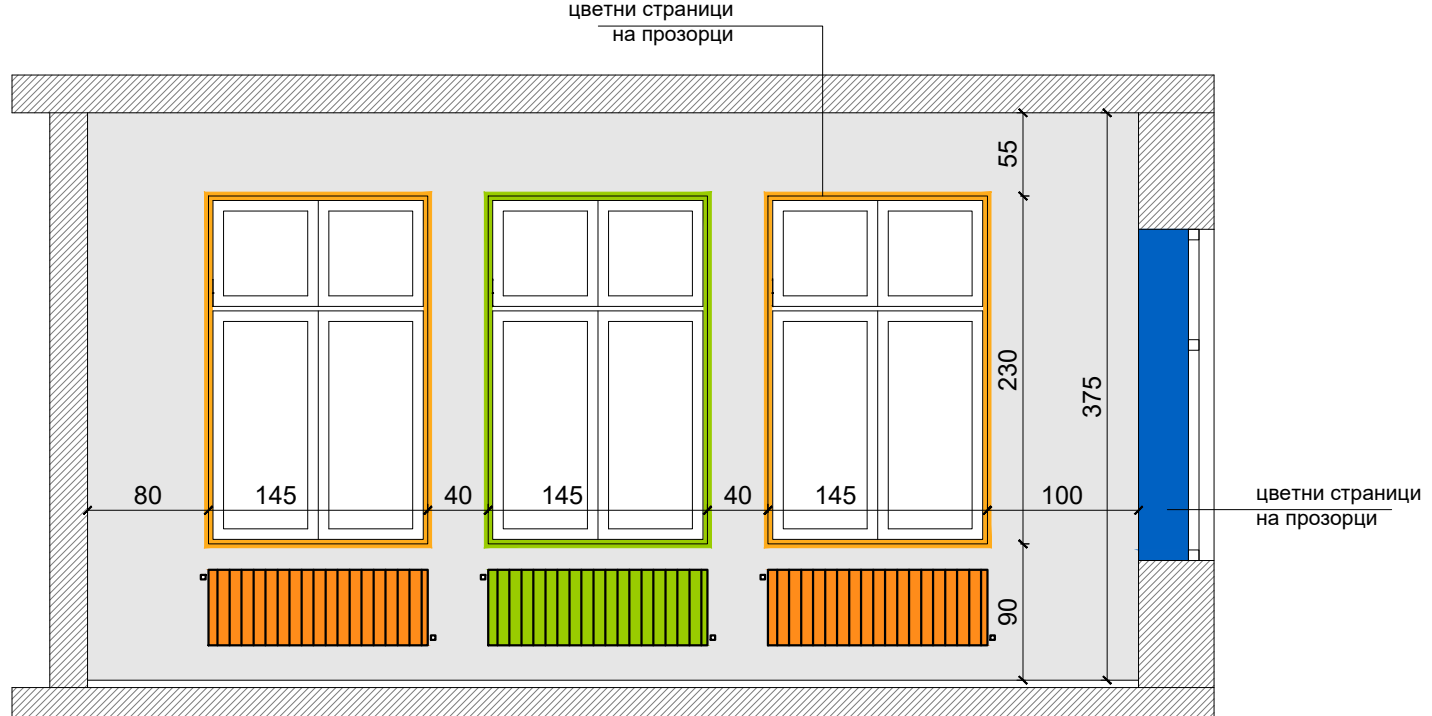 цветни страници
на прозорци
55
230
375
80
145
40
145
40
145
100
цветни страници
на прозорци
90